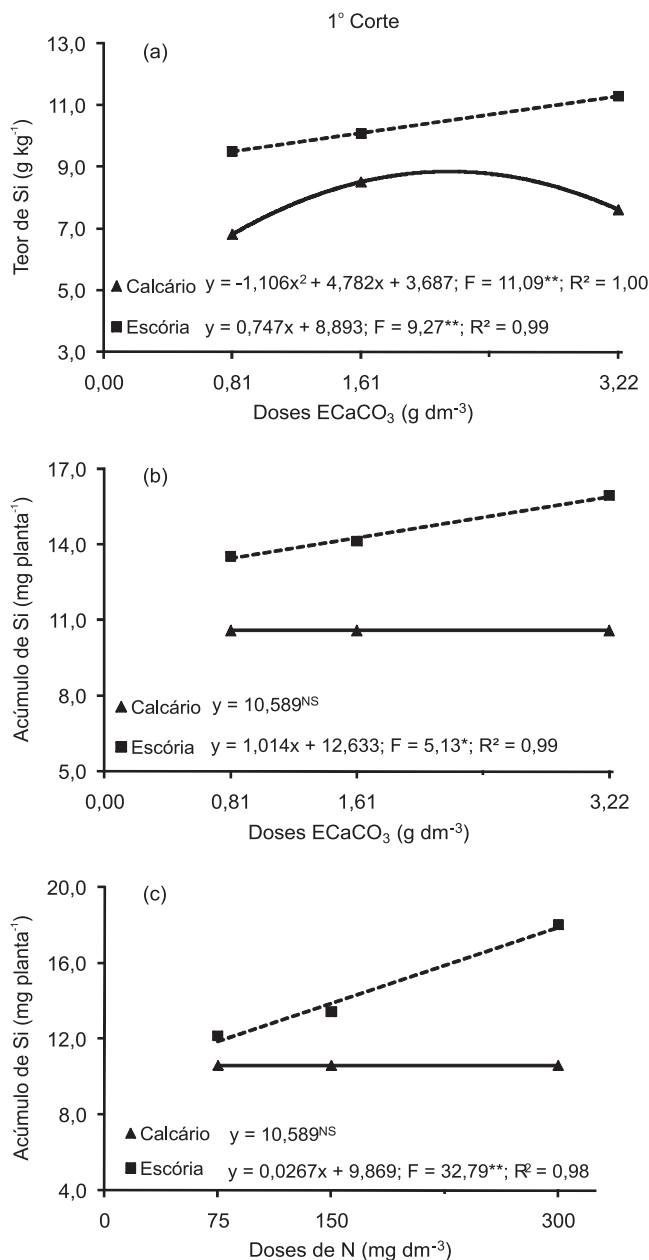 1° Corte
(a)
Teor de Si (g kg⁻¹)
13,0
11,0
9,0
7,0
5,0
3,0
Calcário y = -1,106x² + 4,782x + 3,687; F = 11,09**; R² = 1,00
Escória y = 0,747x + 8,893; F = 9,27**; R² = 0,99
0,00 0,81 1,61 3,22
Doses ECaCO₃ (g dm⁻³)
(b)
Acúmulo de Si (mg planta⁻¹)
17,0
14,0
11,0
8,0
5,0
Calcário y = 10,589ᴺˢ
Escória y = 1,014x + 12,633; F = 5,13*; R² = 0,99
0,00 0,81 1,61 3,22
Doses ECaCO₃ (g dm⁻³)
(c)
Acúmulo de Si (mg planta⁻¹)
20,0
16,0
12,0
8,0
4,0
Calcário y = 10,589ᴺˢ
Escória y = 0,0267x + 9,869; F = 32,79**; R² = 0,98
0 75 150 300
Doses de N (mg dm⁻³)